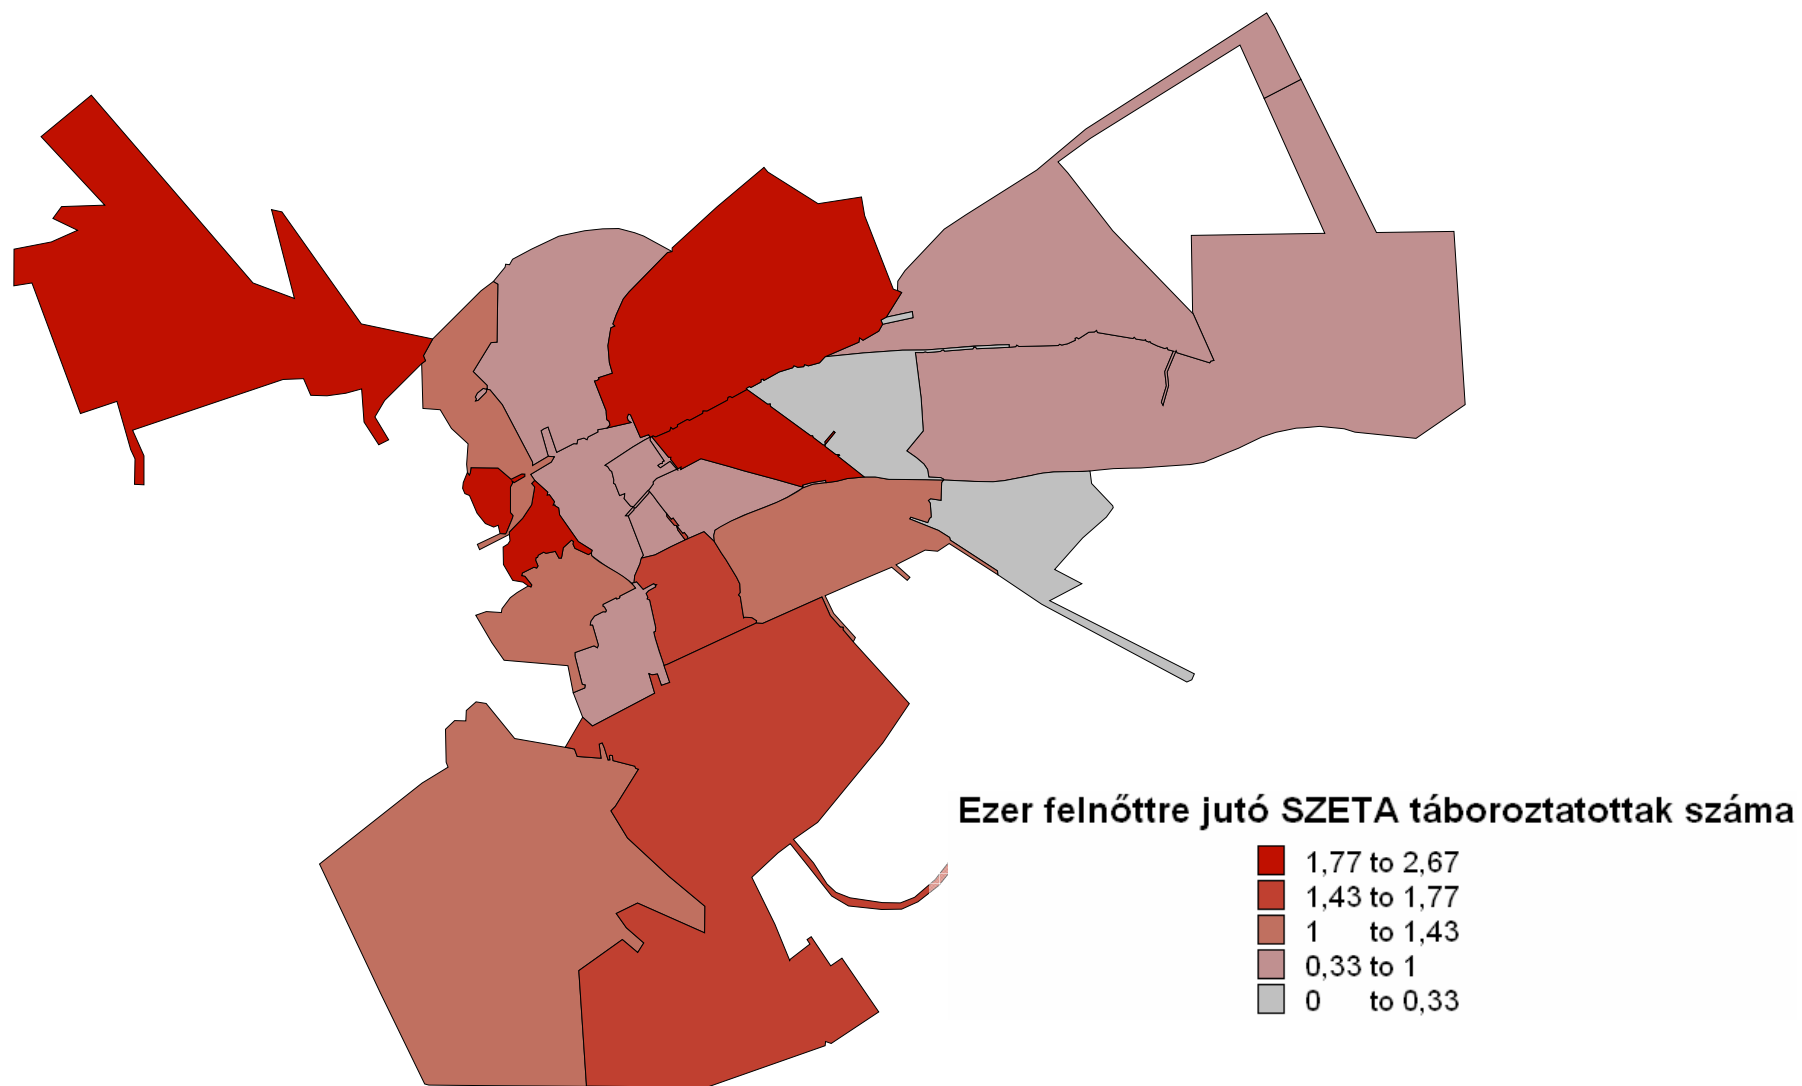 Ezer felnőttre jutó SZETA táboroztatottak száma
1,77 to 2,67
1,43 to 1,77
1 to 1,43
0,33 to 1
0 to 0,33